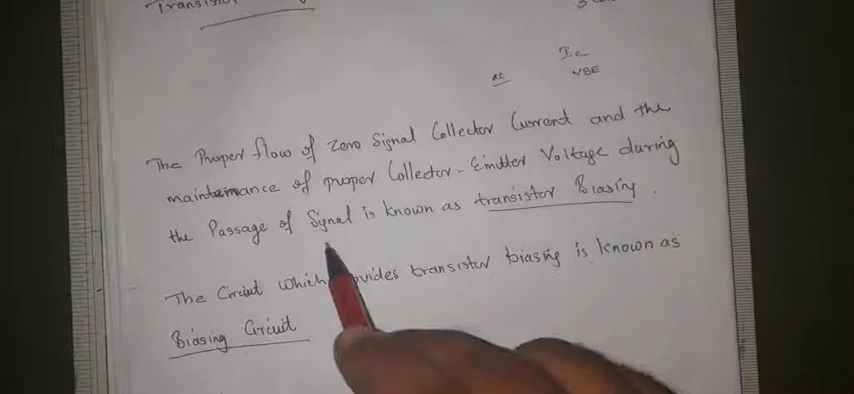 Transistor
Ic
AC
VBE
The Proper flow of Zero Signal Collector Current and the
maintenance of proper Collector - Emitter Voltage during
the Passage of Signal is known as transistor Biasing .
The Circuit which provides transistor biasing is known as
Biasing Circuit